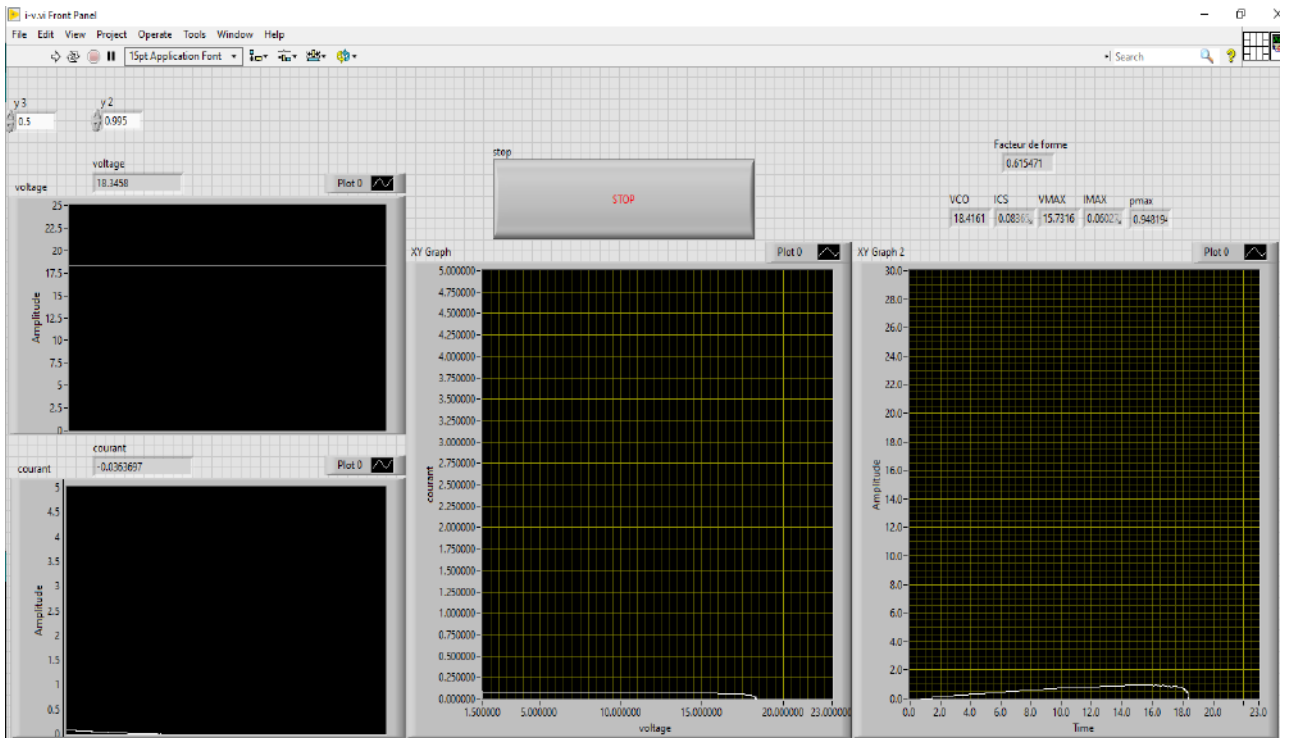 i-v.vi Front Panel
File Edit View Project Operate Tools Window Help
15pt Application Font
Search
y 3
y 2
0.5
0.995
voltage
18.3458
voltage
Plot 0
25
22.5
20
17.5
15
12.5
10
7.5
5
2.5
0
Amplitude
courant
-0.0363697
courant
Plot 0
5
4.5
4
3.5
3
2.5
2
1.5
1
0.5
0
Amplitude
stop
STOP
Facteur de forme
0.615471
VCO ICS VMAX IMAX pmax
18.4161 15.7316
XY Graph
Plot 0
5.000000
4.750000
4.500000
4.250000
4.000000
3.750000
3.500000
3.250000
3.000000
2.750000
2.500000
2.250000
2.000000
1.750000
1.500000
1.250000
1.000000
0.750000
0.500000
0.250000
0.000000
courant
1.500000 5.000000 10.000000 15.000000 20.000000 23.000000
voltage
XY Graph 2
Plot 0
30.0
28.0
26.0
24.0
22.0
20.0
18.0
16.0
14.0
12.0
10.0
8.0
6.0
4.0
2.0
0.0
Amplitude
0.0 2.0 4.0 6.0 8.0 10.0 12.0 14.0 16.0 18.0 20.0 23.0
Time